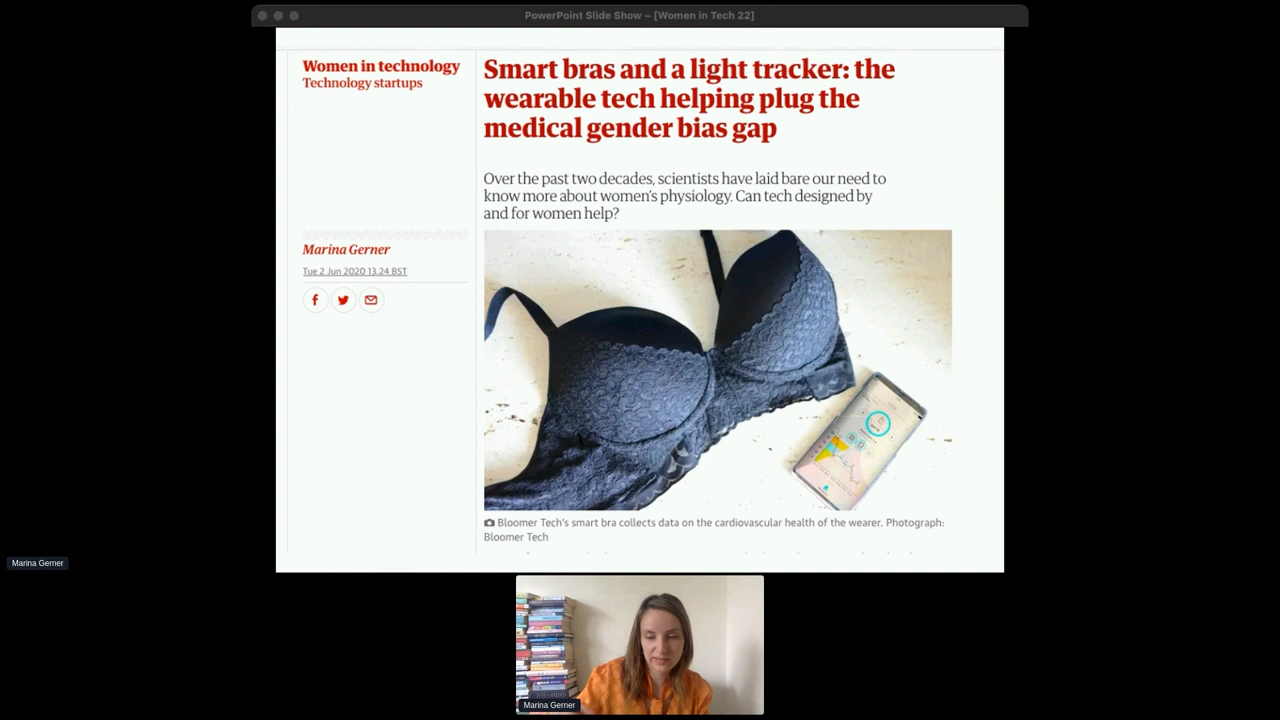 PowerPoint Slide Show – [Women in Tech 22]
Women in technology
Technology startups
Smart bras and a light tracker: the
wearable tech helping plug the
medical gender bias gap
Over the past two decades, scientists have laid bare our need to
know more about women's physiology. Can tech designed by
and for women help?
Marina Gerner
Tue 2 Jun 2020 13.24 BST
Bloomer Tech's smart bra collects data on the cardiovascular health of the wearer. Photograph:
Bloomer Tech
Marina Gerner
Marina Gerner